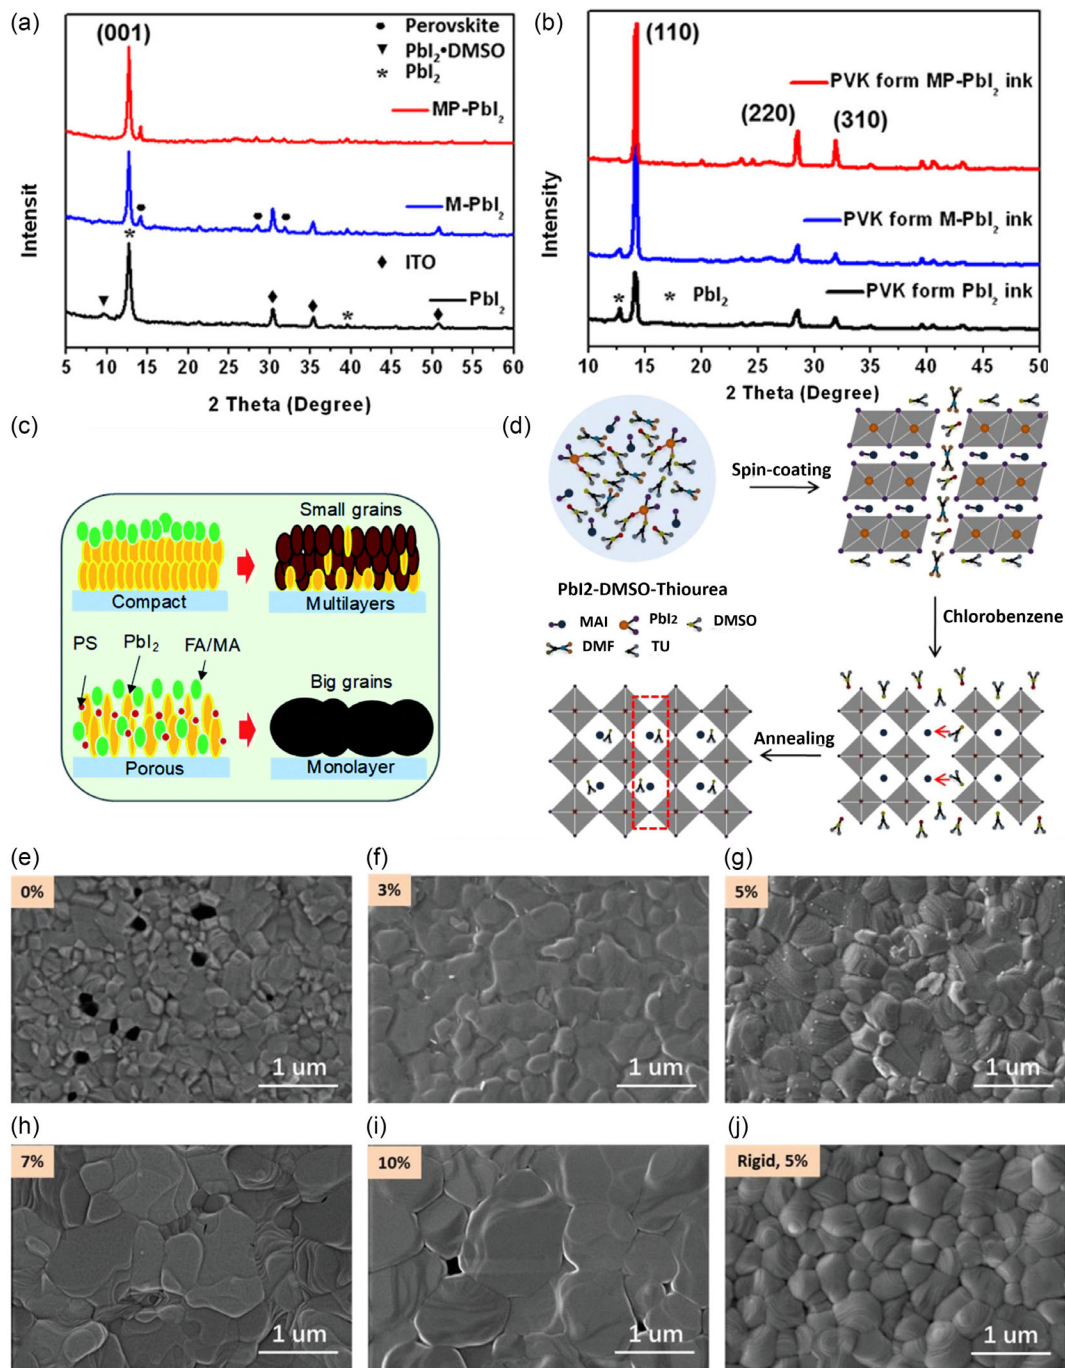 (a)
(001)
Perovskite
PbI₂•DMSO
* PbI₂
MP-PbI₂
M-PbI₂
*
ITO
PbI₂
*
Intensit
5 10 15 20 25 30 35 40 45 50 55 60
2 Theta (Degree)
(b)
(110)
PVK form MP-PbI₂ ink
(220)
(310)
PVK form M-PbI₂ ink
* * PbI₂
PVK form PbI₂ ink
Intensity
10 15 20 25 30 35 40 45 50
2 Theta (Degree)
(c)
Small grains
Compact
Multilayers
PS
PbI₂
FA/MA
Big grains
Porous
Monolayer
(d)
Spin-coating
PbI2-DMSO-Thiourea
MAI
PbI2
DMSO
DMF
TU
Chlorobenzene
Annealing
(e)
0%
1 um
(f)
3%
1 um
(g)
5%
1 um
(h)
7%
1 um
(i)
10%
1 um
(j)
Rigid, 5%
1 um